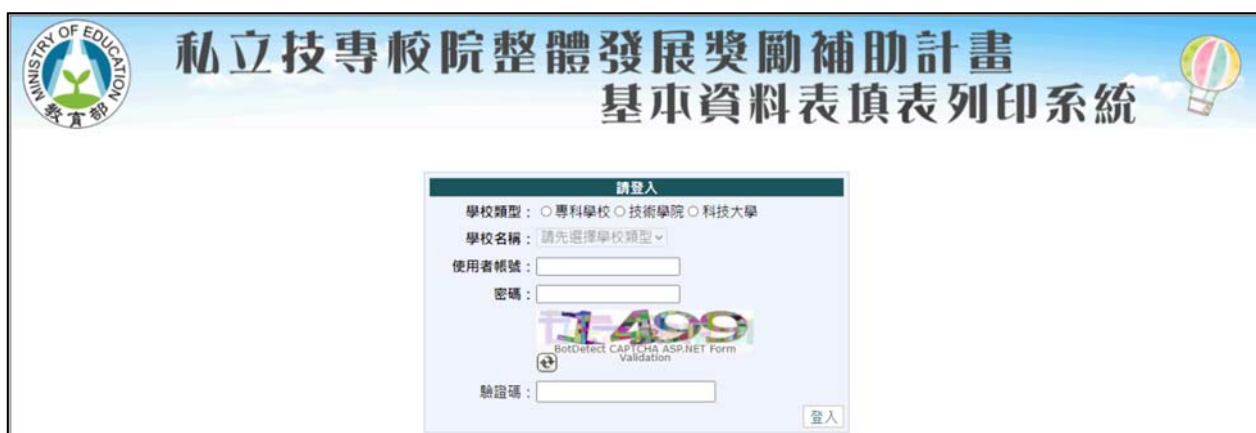 MINISTRY OF EDUCATION
教育部
私立技專校院整體發展獎勵補助計畫
基本資料表填表列印系統
請登入
學校類型： 專科學校 技術學院 科技大學
學校名稱： 請先選擇學校類型
使用者帳號：
密碼：
1499
BotDetect CAPTCHA ASP.NET Form
Validation
驗證碼：
登入